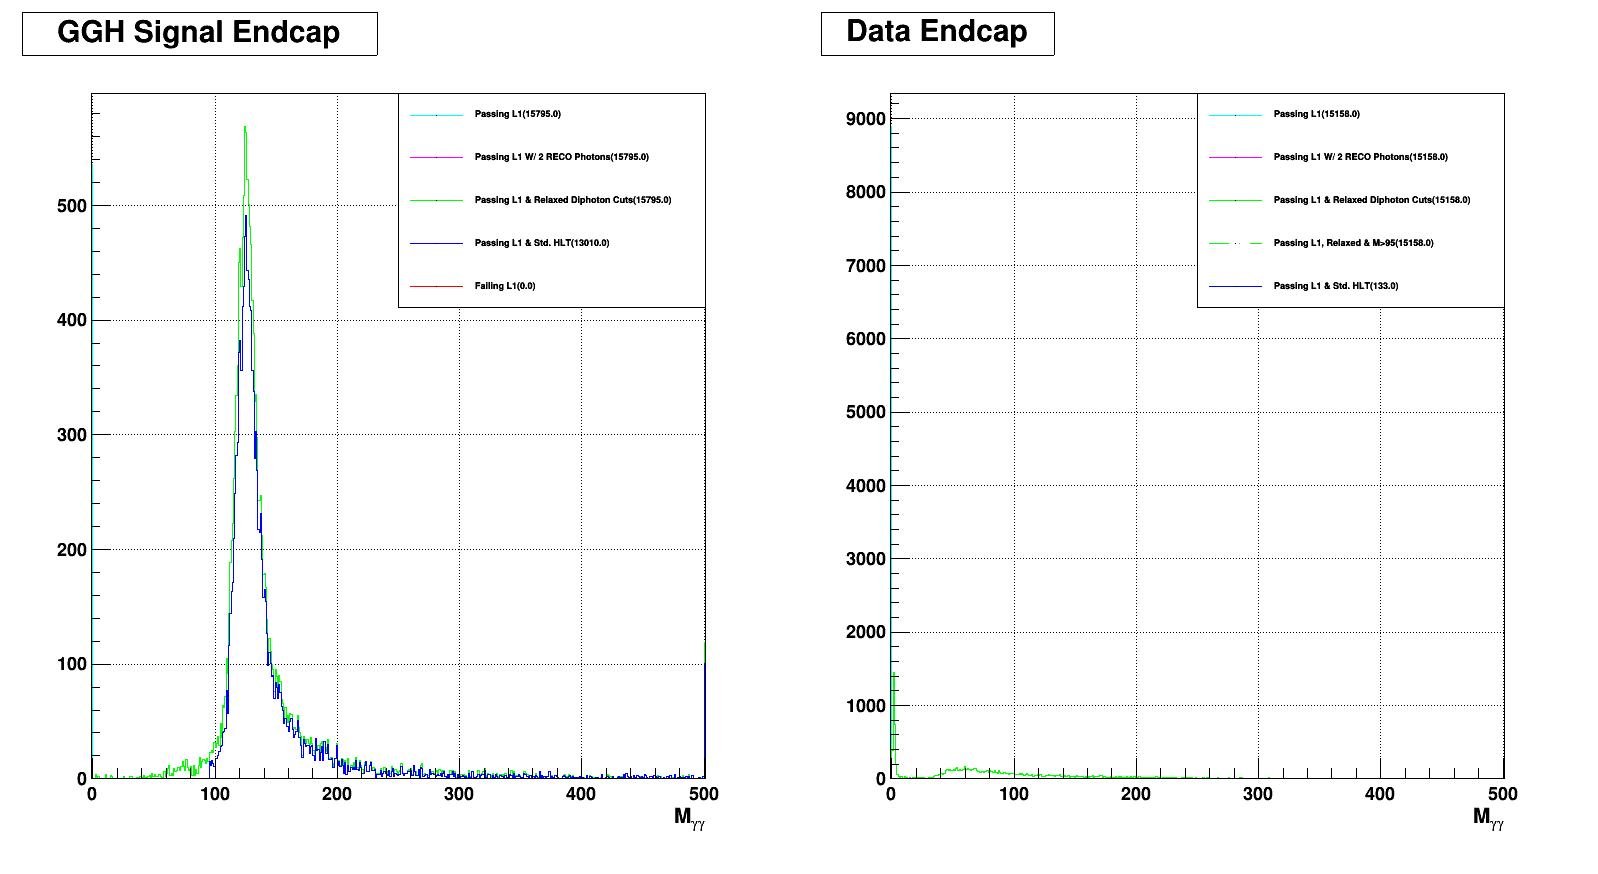 GGH Signal Endcap
Passing L1(15795.0)
Passing L1 W/ 2 RECO Photons(15795.0)
Passing L1 & Relaxed Diphoton Cuts(15795.0)
Passing L1 & Std. HLT(13010.0)
Failing L1(0.0)
500
400
300
200
100
0
0 100 200 300 400 500
Mγγ
Data Endcap
Passing L1(15158.0)
Passing L1 W/ 2 RECO Photons(15158.0)
Passing L1 & Relaxed Diphoton Cuts(15158.0)
Passing L1, Relaxed & M>95(15158.0)
Passing L1 & Std. HLT(133.0)
9000
8000
7000
6000
5000
4000
3000
2000
1000
0
0 100 200 300 400 500
Mγγ